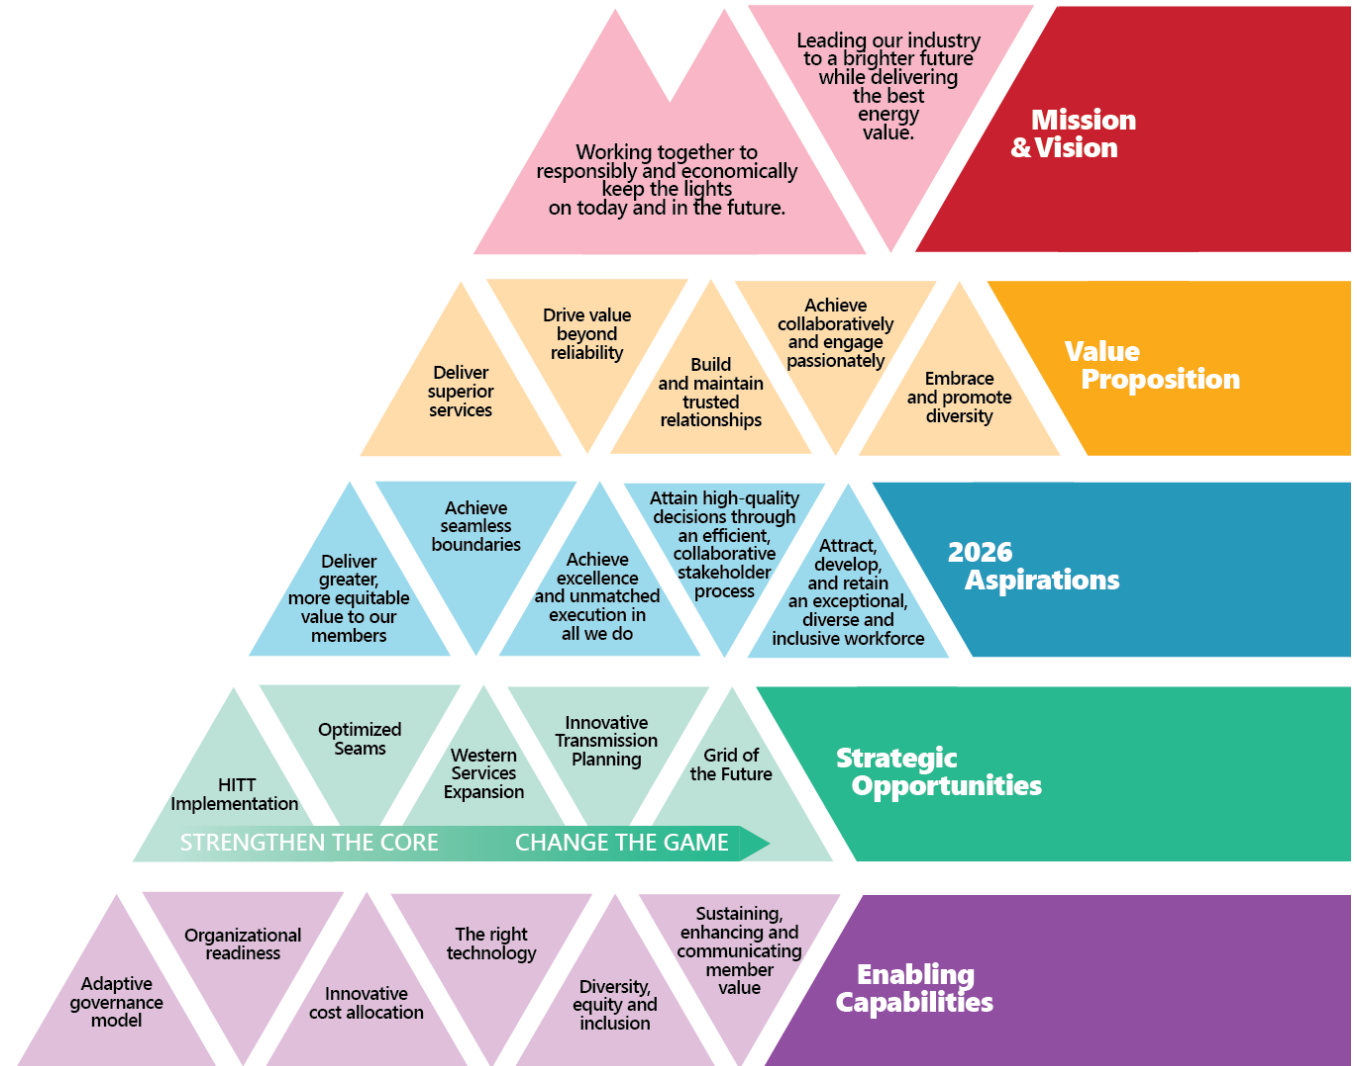 Working together to
responsibly and economically
keep the lights
on today and in the future.
Leading our industry
to a brighter future
while delivering
the best
energy
value.
Mission
& Vision
Deliver
superior
services
Drive value
beyond
reliability
Build
and maintain
trusted
relationships
Achieve
collaboratively
and engage
passionately
Embrace
and promote
diversity
Value
Proposition
Deliver
greater,
more equitable
value to our
members
Achieve
seamless
boundaries
Achieve
excellence
and unmatched
execution in
all we do
Attain high-quality
decisions through
an efficient,
collaborative
stakeholder
process
Attract,
develop,
and retain
an exceptional,
diverse and
inclusive workforce
2026
Aspirations
HITT
Implementation
Optimized
Seams
Western
Services
Expansion
Innovative
Transmission
Planning
Grid of
the Future
STRENGTHEN THE CORE
CHANGE THE GAME
Strategic
Opportunities
Adaptive
governance
model
Organizational
readiness
Innovative
cost allocation
The right
technology
Diversity,
equity and
inclusion
Sustaining,
enhancing and
communicating
member
value
Enabling
Capabilities